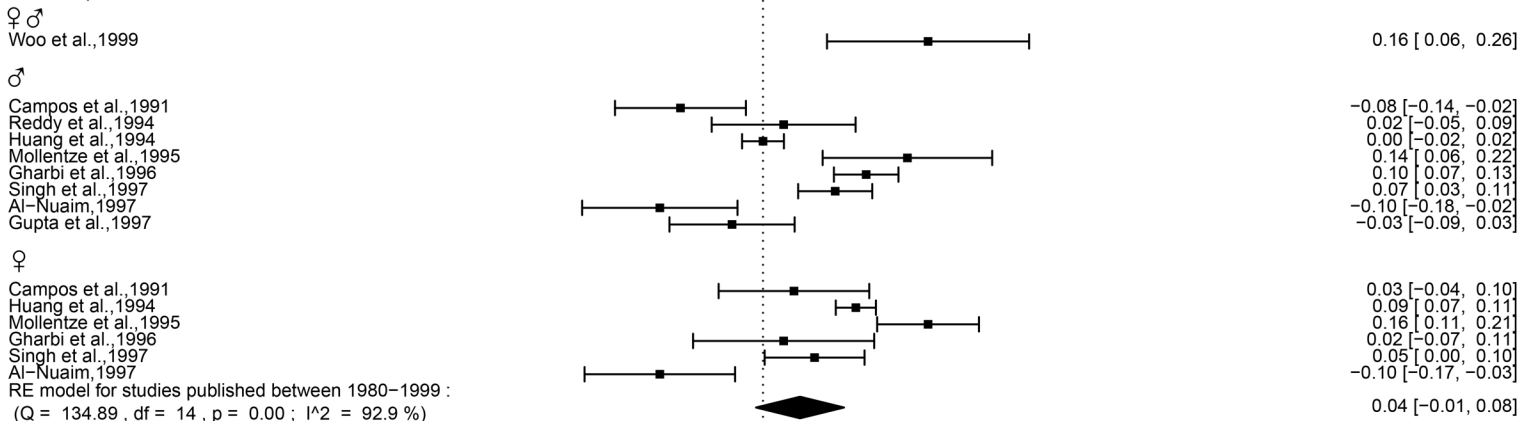 ♀♂
Woo et al.,1999 0.16 [ 0.06, 0.26]
♂
Campos et al.,1991 −0.08 [−0.14, −0.02]
Reddy et al.,1994 0.02 [−0.05, 0.09]
Huang et al.,1994 0.00 [−0.02, 0.02]
Mollentze et al.,1995 0.14 [ 0.06, 0.22]
Gharbi et al.,1996 0.10 [ 0.07, 0.13]
Singh et al.,1997 0.07 [ 0.03, 0.11]
Al−Nuaim,1997 −0.10 [−0.18, −0.02]
Gupta et al.,1997 −0.03 [−0.09, 0.03]
♀
Campos et al.,1991 0.03 [−0.04, 0.10]
Huang et al.,1994 0.09 [ 0.07, 0.11]
Mollentze et al.,1995 0.16 [ 0.11, 0.21]
Gharbi et al.,1996 0.02 [−0.07, 0.11]
Singh et al.,1997 0.05 [ 0.00, 0.10]
Al−Nuaim,1997 −0.10 [−0.17, −0.03]
RE model for studies published between 1980−1999 :
(Q = 134.89 , df = 14 , p = 0.00 ; I^2 = 92.9 %) 0.04 [−0.01, 0.08]